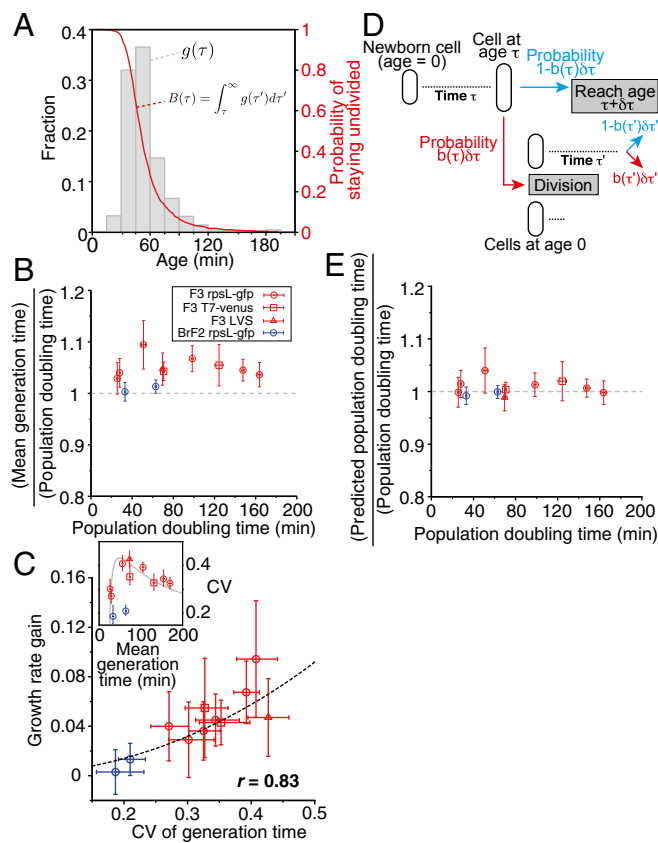 A
g(τ)
B(τ) = ∫_τ^∞ g(τ')dτ'
Fraction
0.4
0.3
0.2
0.1
0
1
0.8
0.6
0.4
0.2
0
Probability of
staying undivided
0 60 120 180
Age (min)
D
Newborn cell
(age = 0)
Cell at
age τ
Probability
1-b(τ)δτ
Time τ
Reach age
τ+δτ
Probability
b(τ)δτ
1-b(τ')δτ'
Time τ'
b(τ')δτ'
Division
Cells at age 0
B
(Mean generation time)
(Population doubling time)
1.2
1.1
1
0.9
0.8
F3 rpsL-gfp
F3 T7-venus
F3 LVS
BrF2 rpsL-gfp
0 40 80 120 160 200
Population doubling time (min)
E
(Predicted population doubling time)
(Population doubling time)
1.2
1.1
1
0.9
0.8
0 40 80 120 160 200
Population doubling time (min)
C
0.4
0.2
CV
0 100 200
Mean
generation
time (min)
Growth rate gain
0.16
0.12
0.08
0.04
0
r = 0.83
0.2 0.3 0.4 0.5
CV of generation time